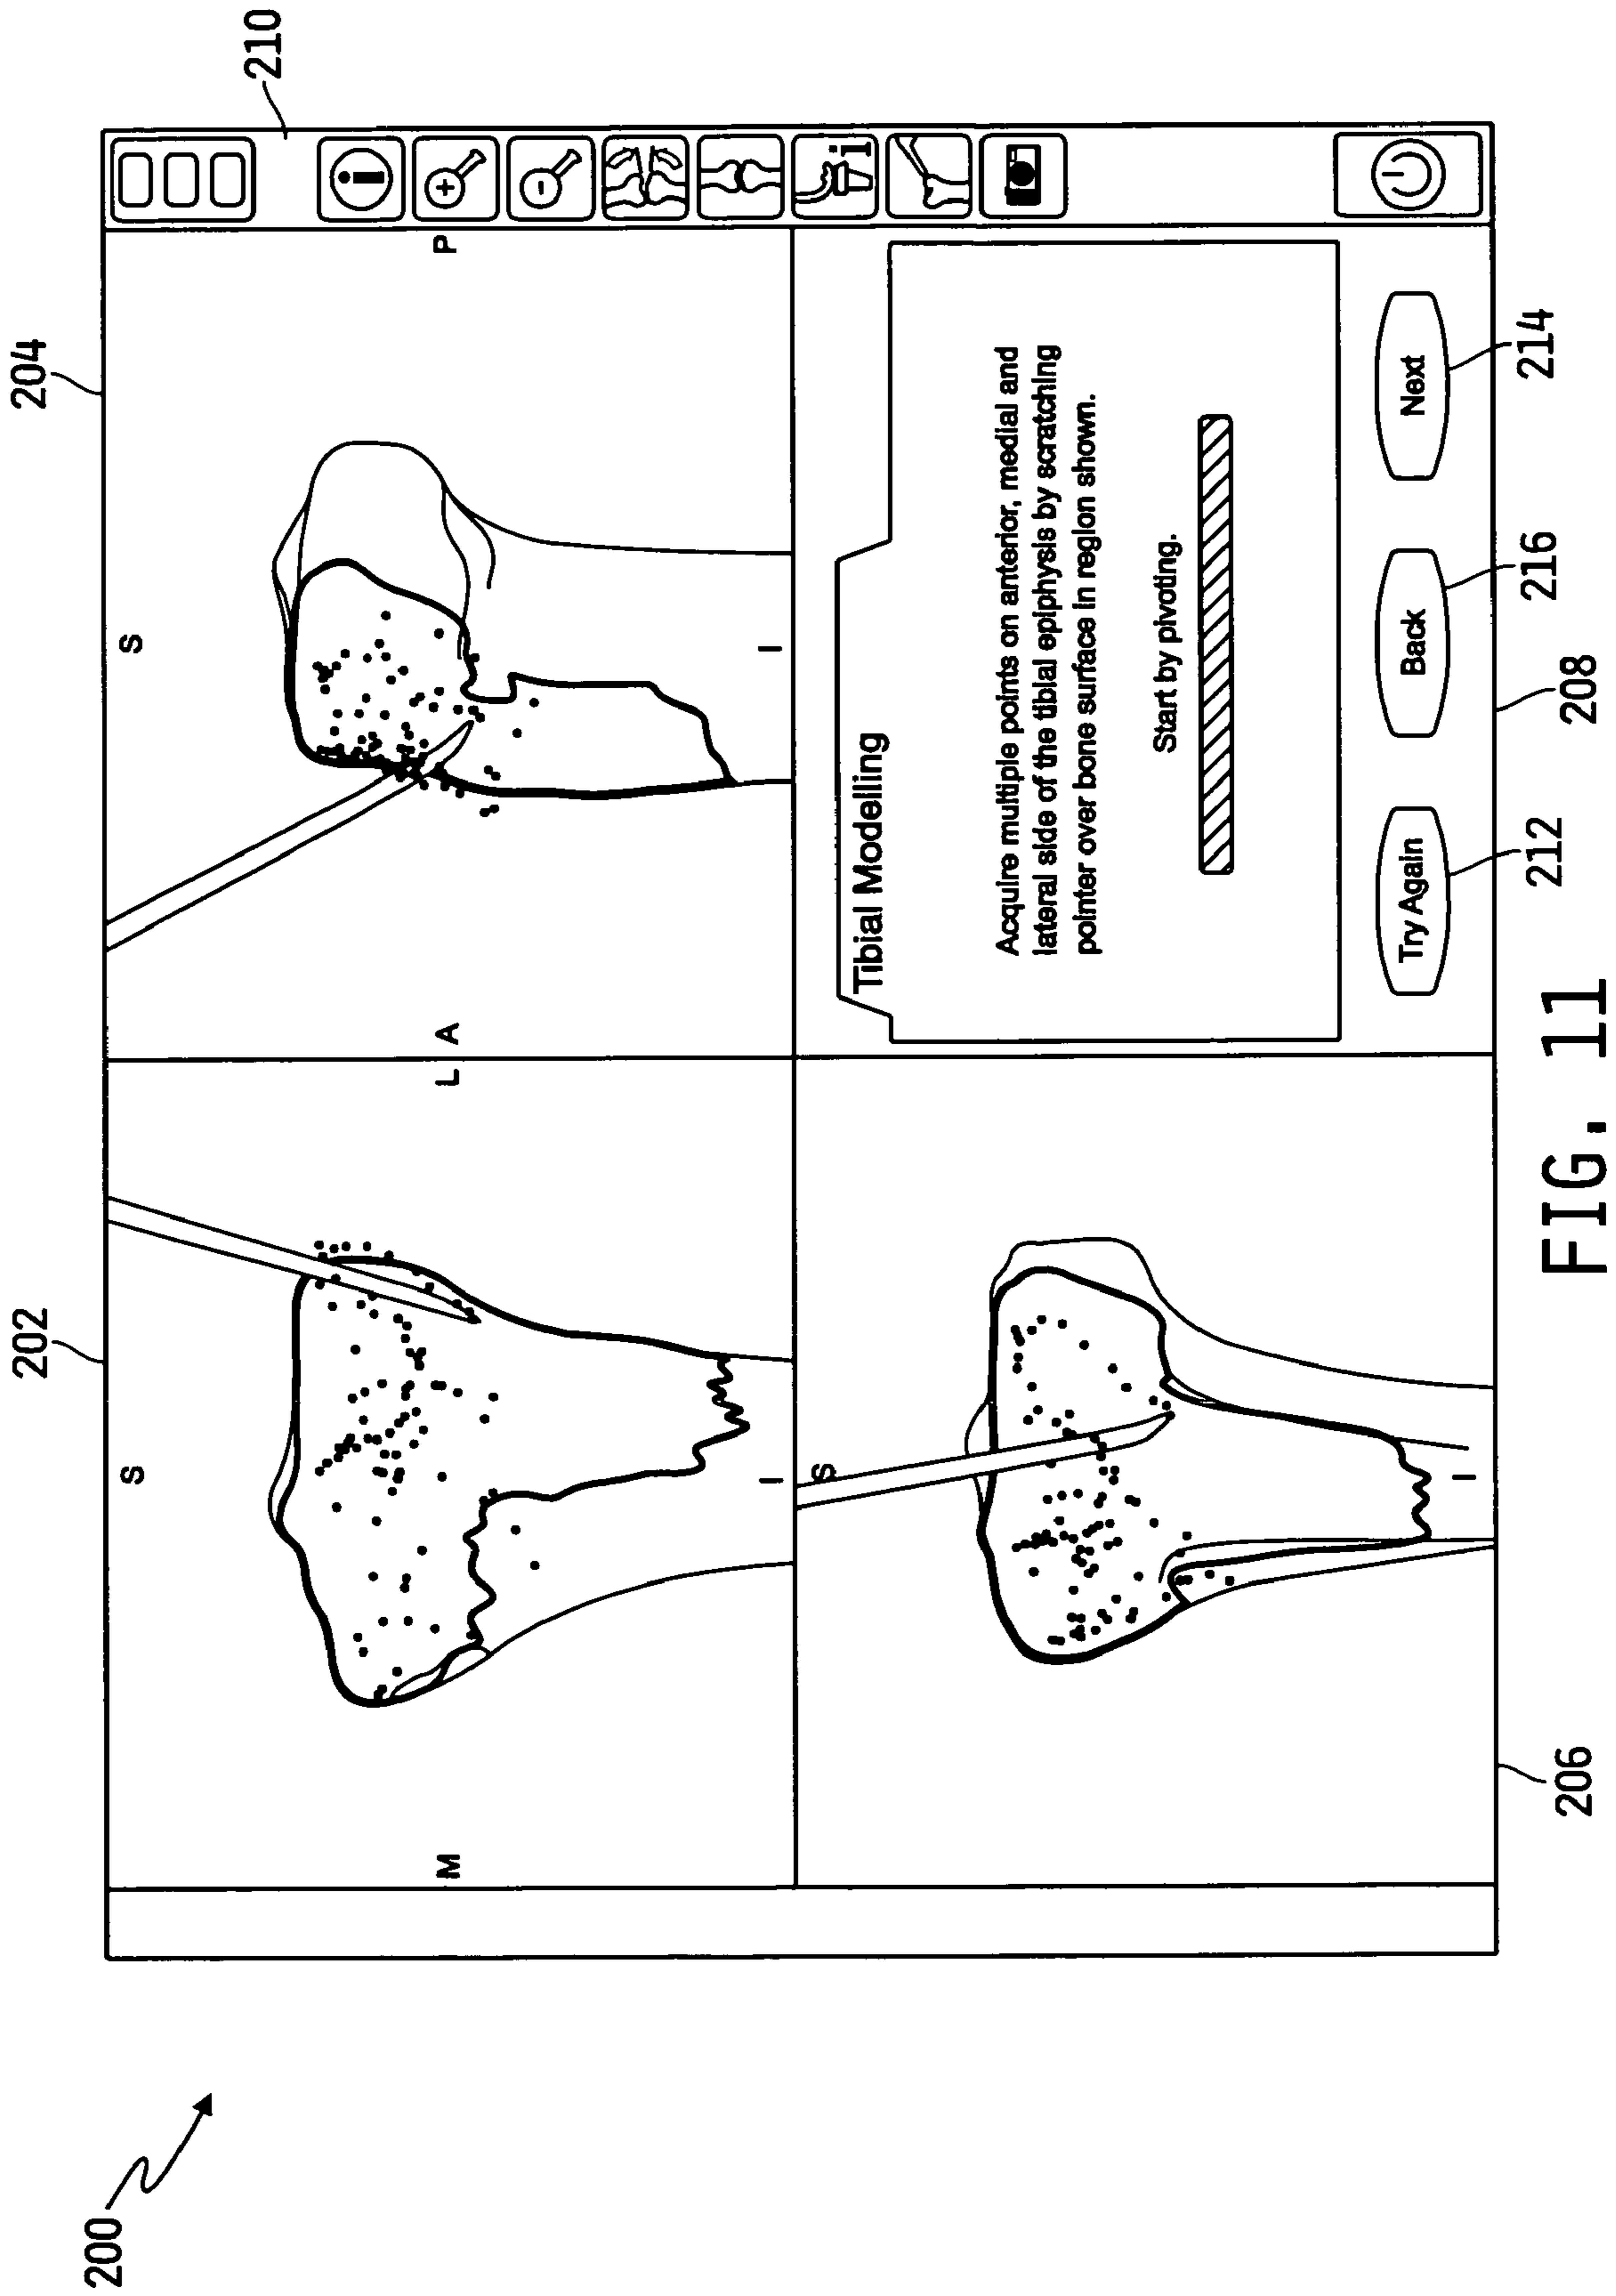 200
202
204
210
S
S
M
L
A
P
I
I
i
i
S
I
Tibial Modelling
Acquire multiple points on anterior, medial and
lateral side of the tibial epiphysis by scratching
pointer over bone surface in region shown.
Start by pivoting.
Try Again
Back
Next
206
212
208
216
214
FIG. 11